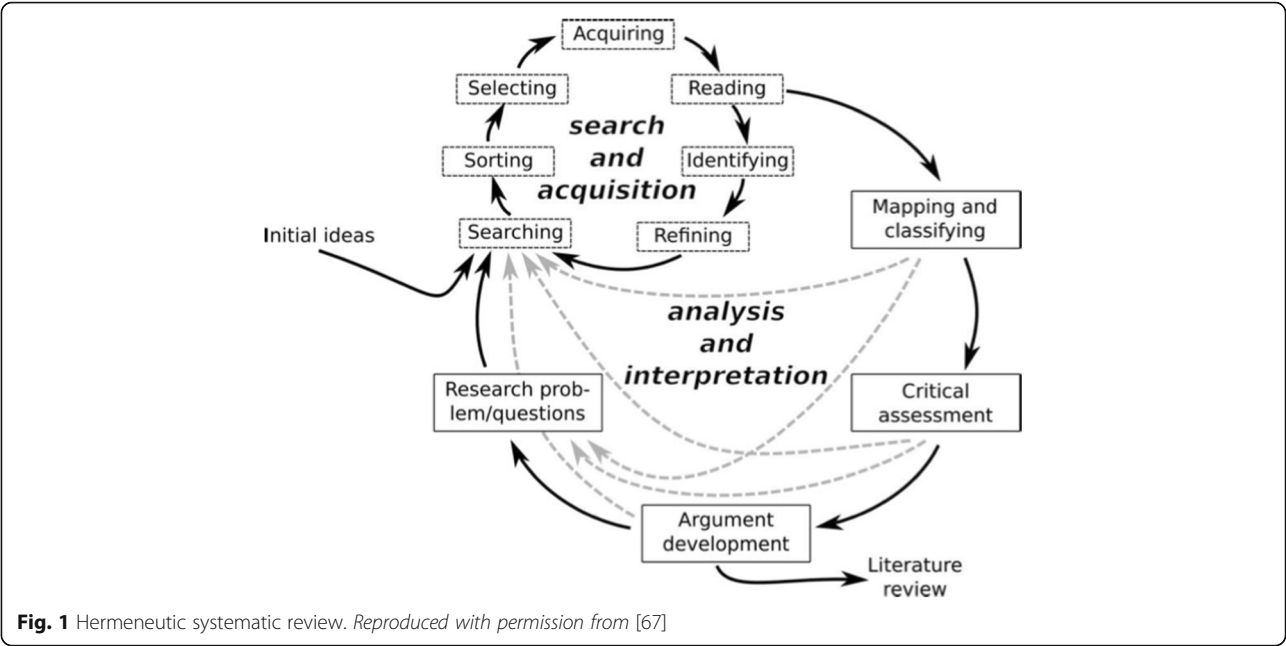 Acquiring
Selecting
Reading
search
and
acquisition
Sorting
Identifying
Mapping and
classifying
Searching
Refining
Initial ideas
analysis
and
interpretation
Research prob-
lem/questions
Critical
assessment
Argument
development
Literature
review
Fig. 1 Hermeneutic systematic review. Reproduced with permission from [67]